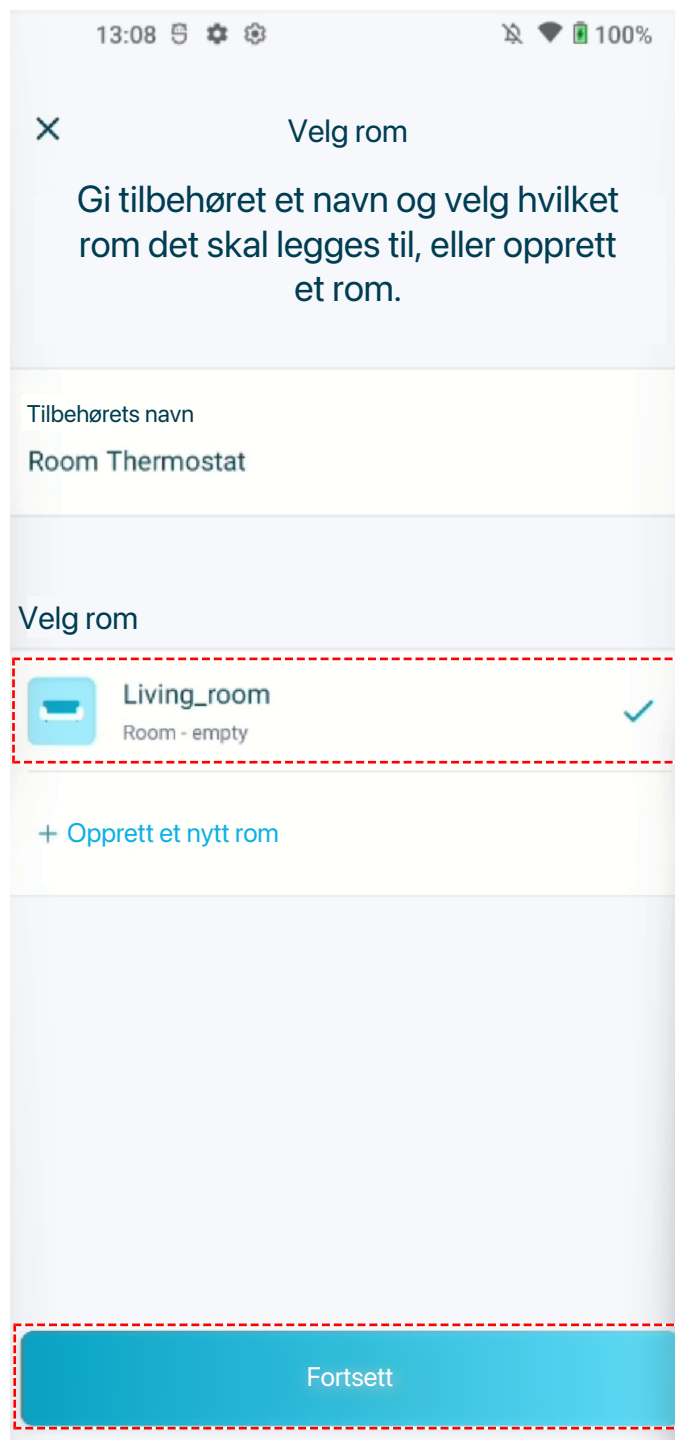 13:08 100%
Velg rom
Gi tilbehøret et navn og velg hvilket
rom det skal legges til, eller opprett
et rom.
Tilbehørets navn
Room Thermostat
Velg rom
Living_room
Room - empty
+ Opprett et nytt rom
Fortsett